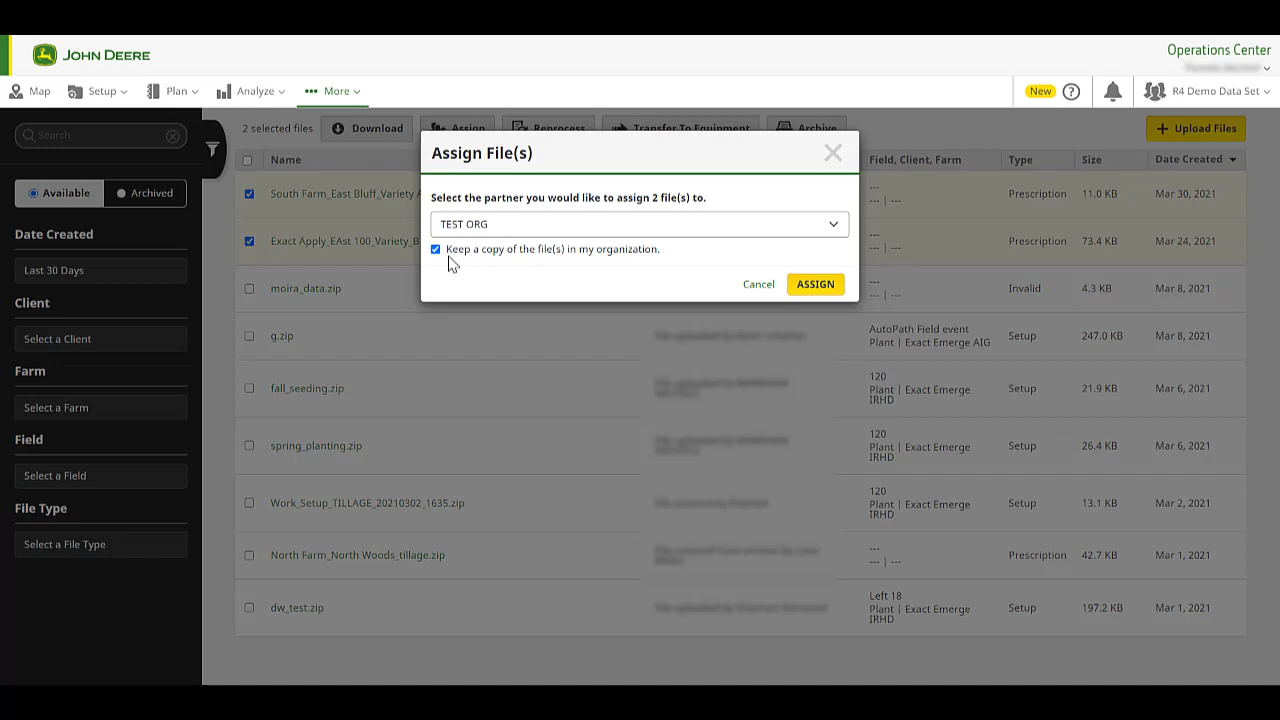 JOHN DEERE
Operations Center
Map
Setup
Plan
Analyze
More
New
R4 Demo Data Set
Search
2 selected files
Download
Assign
Reprocess
Transfer To Equipment
Archive
Upload Files
Available
Archived
Date Created
Last 30 Days
Client
Select a Client
Farm
Select a Farm
Field
Select a Field
File Type
Select a File Type
Assign File(s)
Select the partner you would like to assign 2 file(s) to.
TEST ORG
Keep a copy of the file(s) in my organization.
Cancel
ASSIGN
Name
Field, Client, Farm
Type
Size
Date Created
South Farm_East Bluff_Variety
---
--- | ---
Prescription
11.0 KB
Mar 30, 2021
Exact Apply_EAst 100_Variety_B
---
--- | ---
Prescription
73.4 KB
Mar 24, 2021
moira_data.zip
---
--- | ---
Invalid
4.3 KB
Mar 8, 2021
g.zip
AutoPath Field event
Plant | Exact Emerge AIG
Setup
247.0 KB
Mar 8, 2021
fall_seeding.zip
120
Plant | Exact Emerge
IRHD
Setup
21.9 KB
Mar 6, 2021
spring_planting.zip
120
Plant | Exact Emerge
IRHD
Setup
26.4 KB
Mar 6, 2021
Work_Setup_TILLAGE_20210302_1635.zip
120
Plant | Exact Emerge
IRHD
Setup
13.1 KB
Mar 2, 2021
North Farm_North Woods_tillage.zip
---
--- | ---
Prescription
42.7 KB
Mar 1, 2021
dw_test.zip
Left 18
Plant | Exact Emerge
IRHD
Setup
197.2 KB
Mar 1, 2021